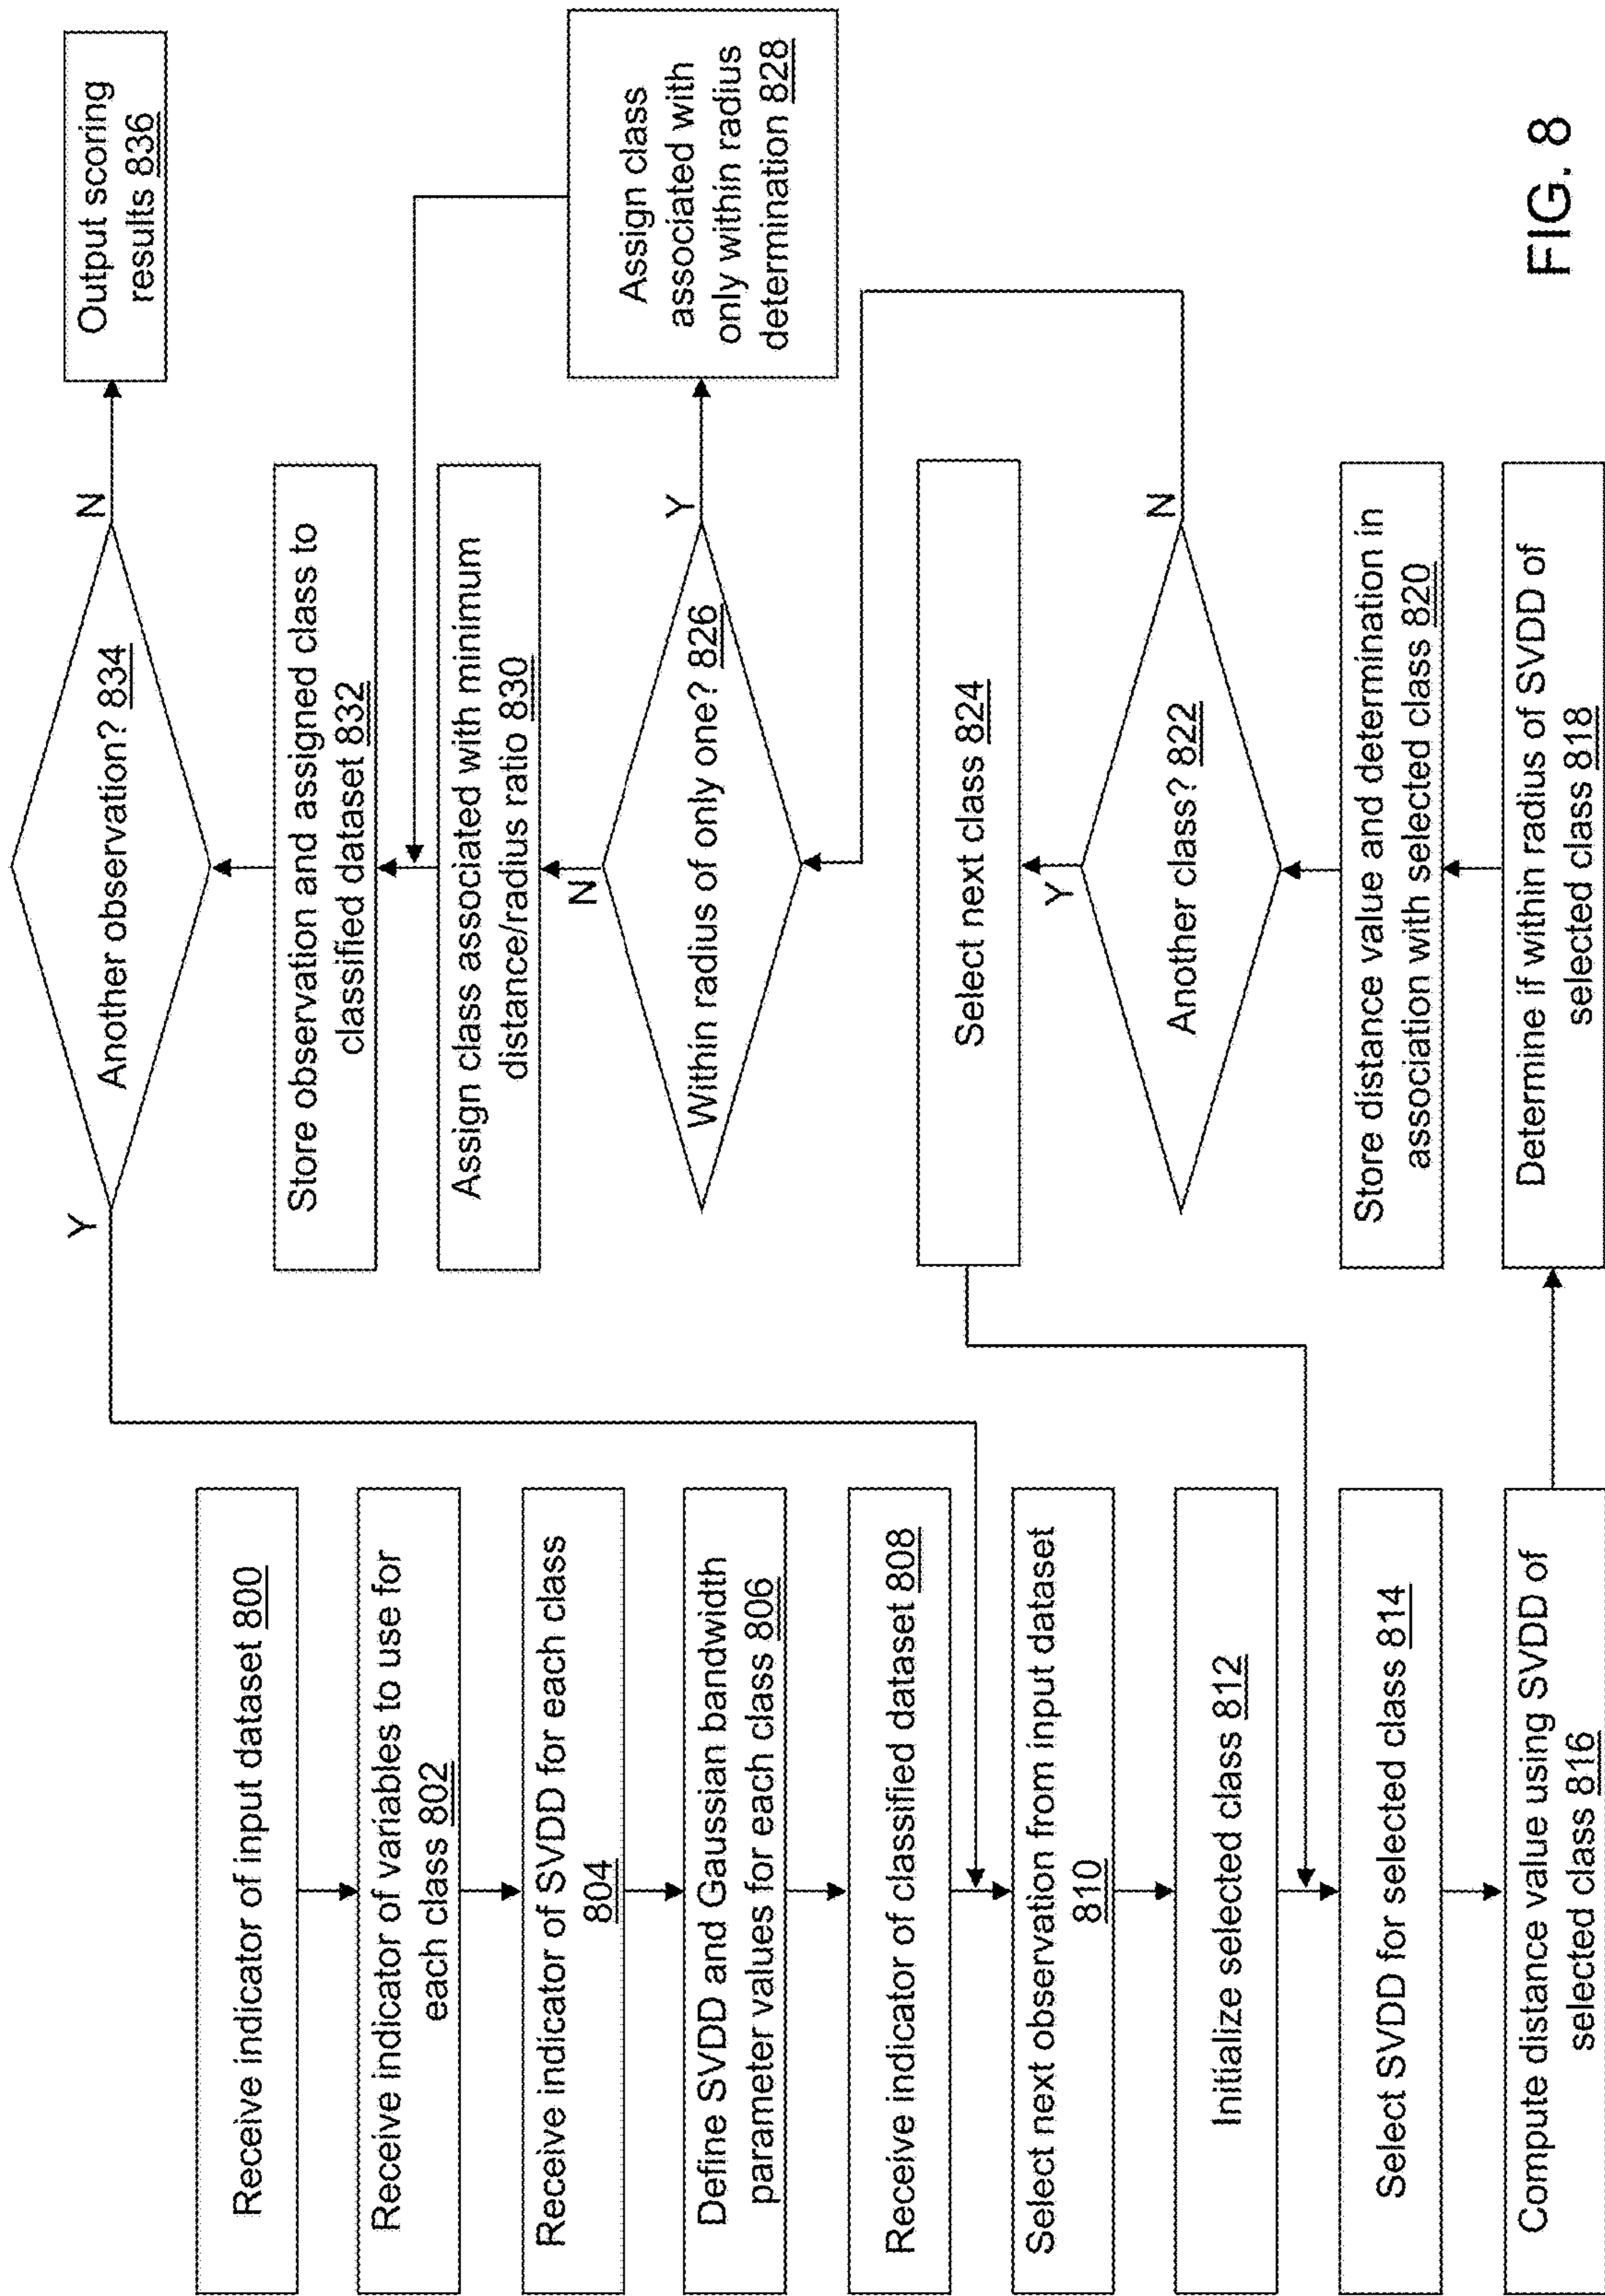 Receive indicator of input dataset 800
Receive indicator of variables to use for
each class 802
Receive indicator of SVDD for each class
804
Define SVDD and Gaussian bandwidth
parameter values for each class 806
Receive indicator of classified dataset 808
Select next observation from input dataset
810
Initialize selected class 812
Select SVDD for selected class 814
Compute distance value using SVDD of
selected class 816
Determine if within radius of SVDD of
selected class 818
Store distance value and determination in
association with selected class 820
Another class? 822
Y
N
Select next class 824
Within radius of only one? 826
Y
N
Assign class
associated with
only within radius
determination 828
Assign class associated with minimum
distance/radius ratio 830
Store observation and assigned class to
classified dataset 832
Another observation? 834
Y
N
Output scoring
results 836
FIG. 8